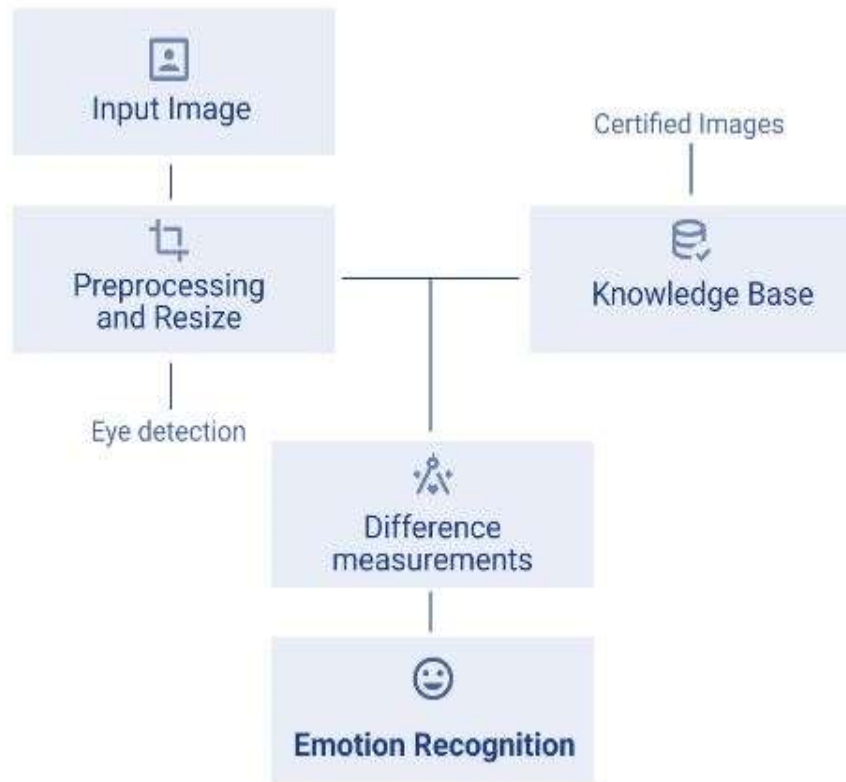 Input Image
Certified Images
Preprocessing
and Resize
Knowledge Base
Eye detection
Difference
measurements
Emotion Recognition